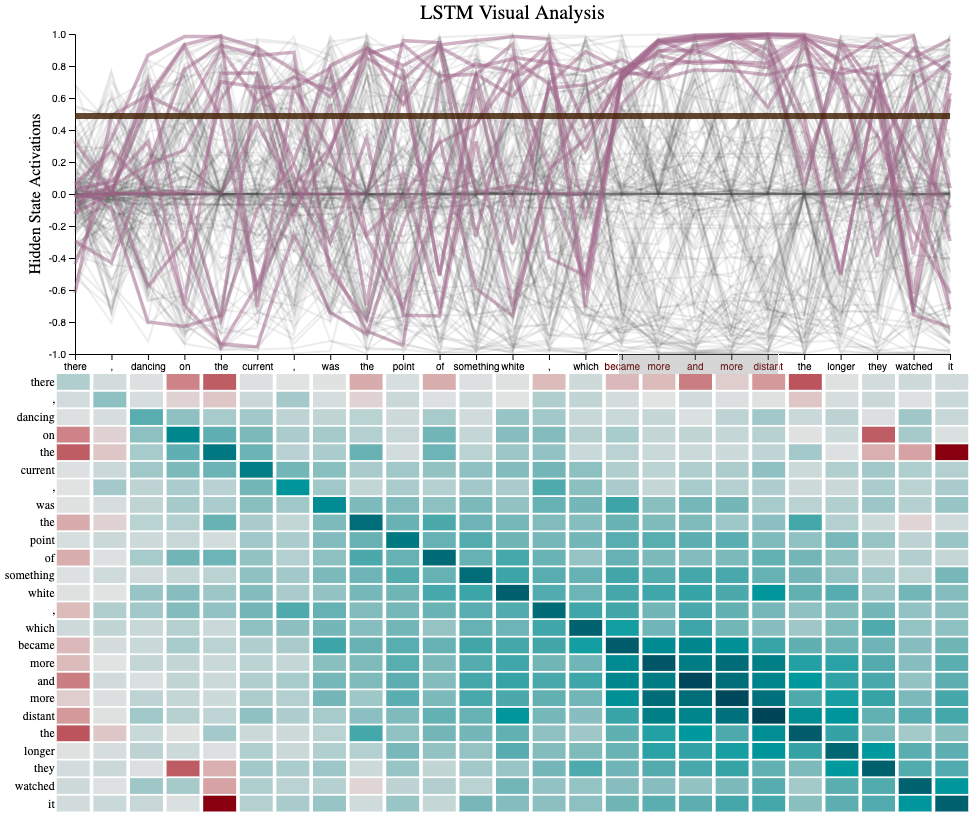 LSTM Visual Analysis
Hidden State Activations
1.0
0.8
0.6
0.4
0.2
0.0
-0.2
-0.4
-0.6
-0.8
-1.0
there , dancing on the current , was the point of something white , which became more and more distant the longer they watched it
there
,
dancing
on
the
current
,
was
the
point
of
something
white
,
which
became
more
and
more
distant
the
longer
they
watched
it